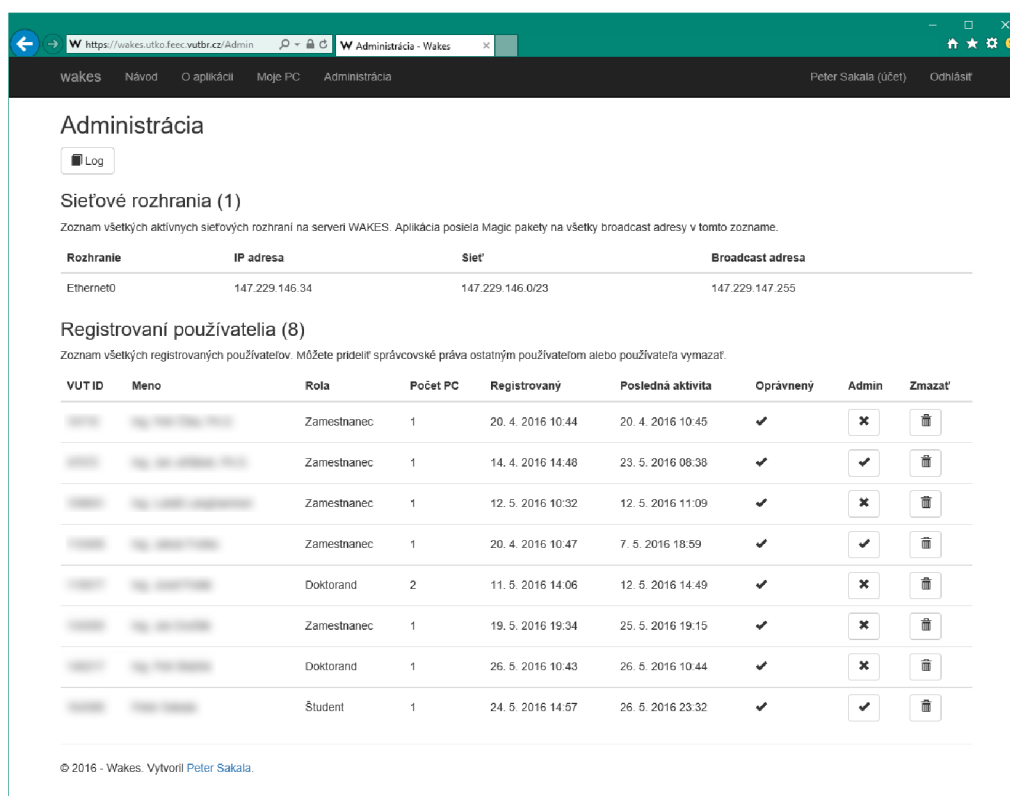 W https://wakes.utko.feec.vutbr.cz/Admin W Administrácia - Wakes
wakes Návod O aplikácii Moje PC Administrácia Peter Sakala (účet) Odhlásiť
Administrácia
Log
Sieťové rozhrania (1)
Zoznam všetkých aktívnych sieťových rozhraní na serveri WAKES. Aplikácia posiela Magic pakety na všetky broadcast adresy v tomto zozname.
Rozhranie IP adresa Sieť Broadcast adresa
Ethernet0 147.229.146.34 147.229.146.0/23 147.229.147.255
Registrovaní používatelia (8)
Zoznam všetkých registrovaných používateľov. Môžete prideliť správcovské práva ostatným používateľom alebo používateľa vymazať.
VUT ID Meno Rola Počet PC Registrovaný Posledná aktivita Oprávnený Admin Zmazať
Zamestnanec 1 20. 4. 2016 10:44 20. 4. 2016 10:45
Zamestnanec 1 14. 4. 2016 14:48 23. 5. 2016 08:38
Zamestnanec 1 12. 5. 2016 10:32 12. 5. 2016 11:09
Zamestnanec 1 20. 4. 2016 10:47 7. 5. 2016 18:59
Doktorand 2 11. 5. 2016 14:06 12. 5. 2016 14:49
Zamestnanec 1 19. 5. 2016 19:34 25. 5. 2016 19:15
Doktorand 1 26. 5. 2016 10:43 26. 5. 2016 10:44
Študent 1 24. 5. 2016 14:57 26. 5. 2016 23:32
© 2016 - Wakes. Vytvoril Peter Sakala.